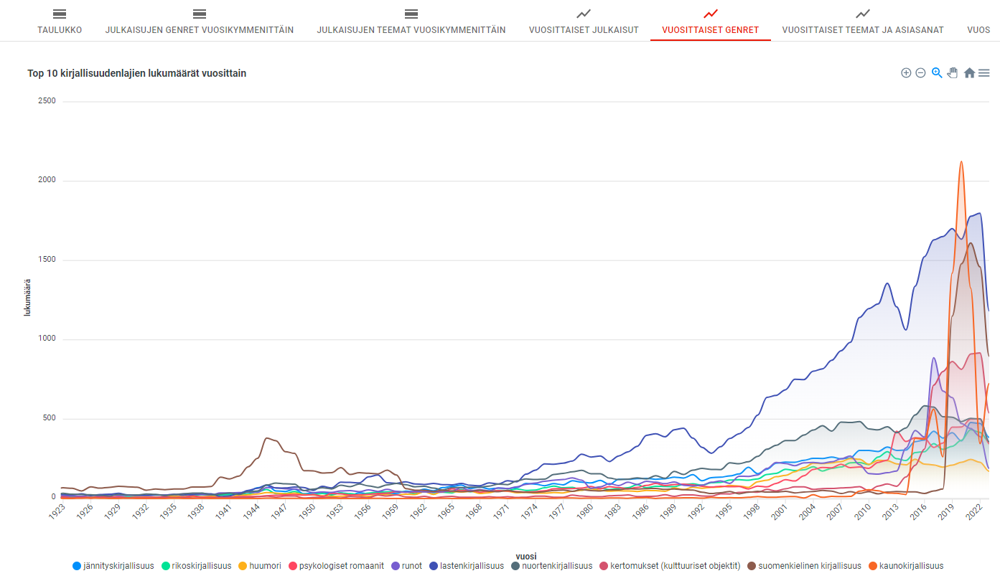 TAULUKKO
JULKAISUJEN GENRET VUOSIKYMMENITTÄIN
JULKAISUJEN TEEMAT VUOSIKYMMENITTÄIN
VUOSITTAISET JULKAISUT
VUOSITTAISET GENRET
VUOSITTAISET TEEMAT JA ASIASANAT
VUOS
Top 10 kirjallisuudenlajien lukumäärät vuosittain
2500
2000
1500
1000
500
0
lukumäärä
1923 1926 1929 1932 1935 1938 1941 1944 1947 1950 1953 1956 1959 1962 1965 1968 1971 1974 1977 1980 1983 1986 1989 1992 1995 1998 2001 2004 2007 2010 2013 2016 2019 2022
vuosi
jännityskirjallisuus rikoskirjallisuus huumori psykologiset romaanit runot lastenkirjallisuus nuortenkirjallisuus kertomukset (kulttuuriset objektit) suomenkielinen kirjallisuus kaunokirjallisuus